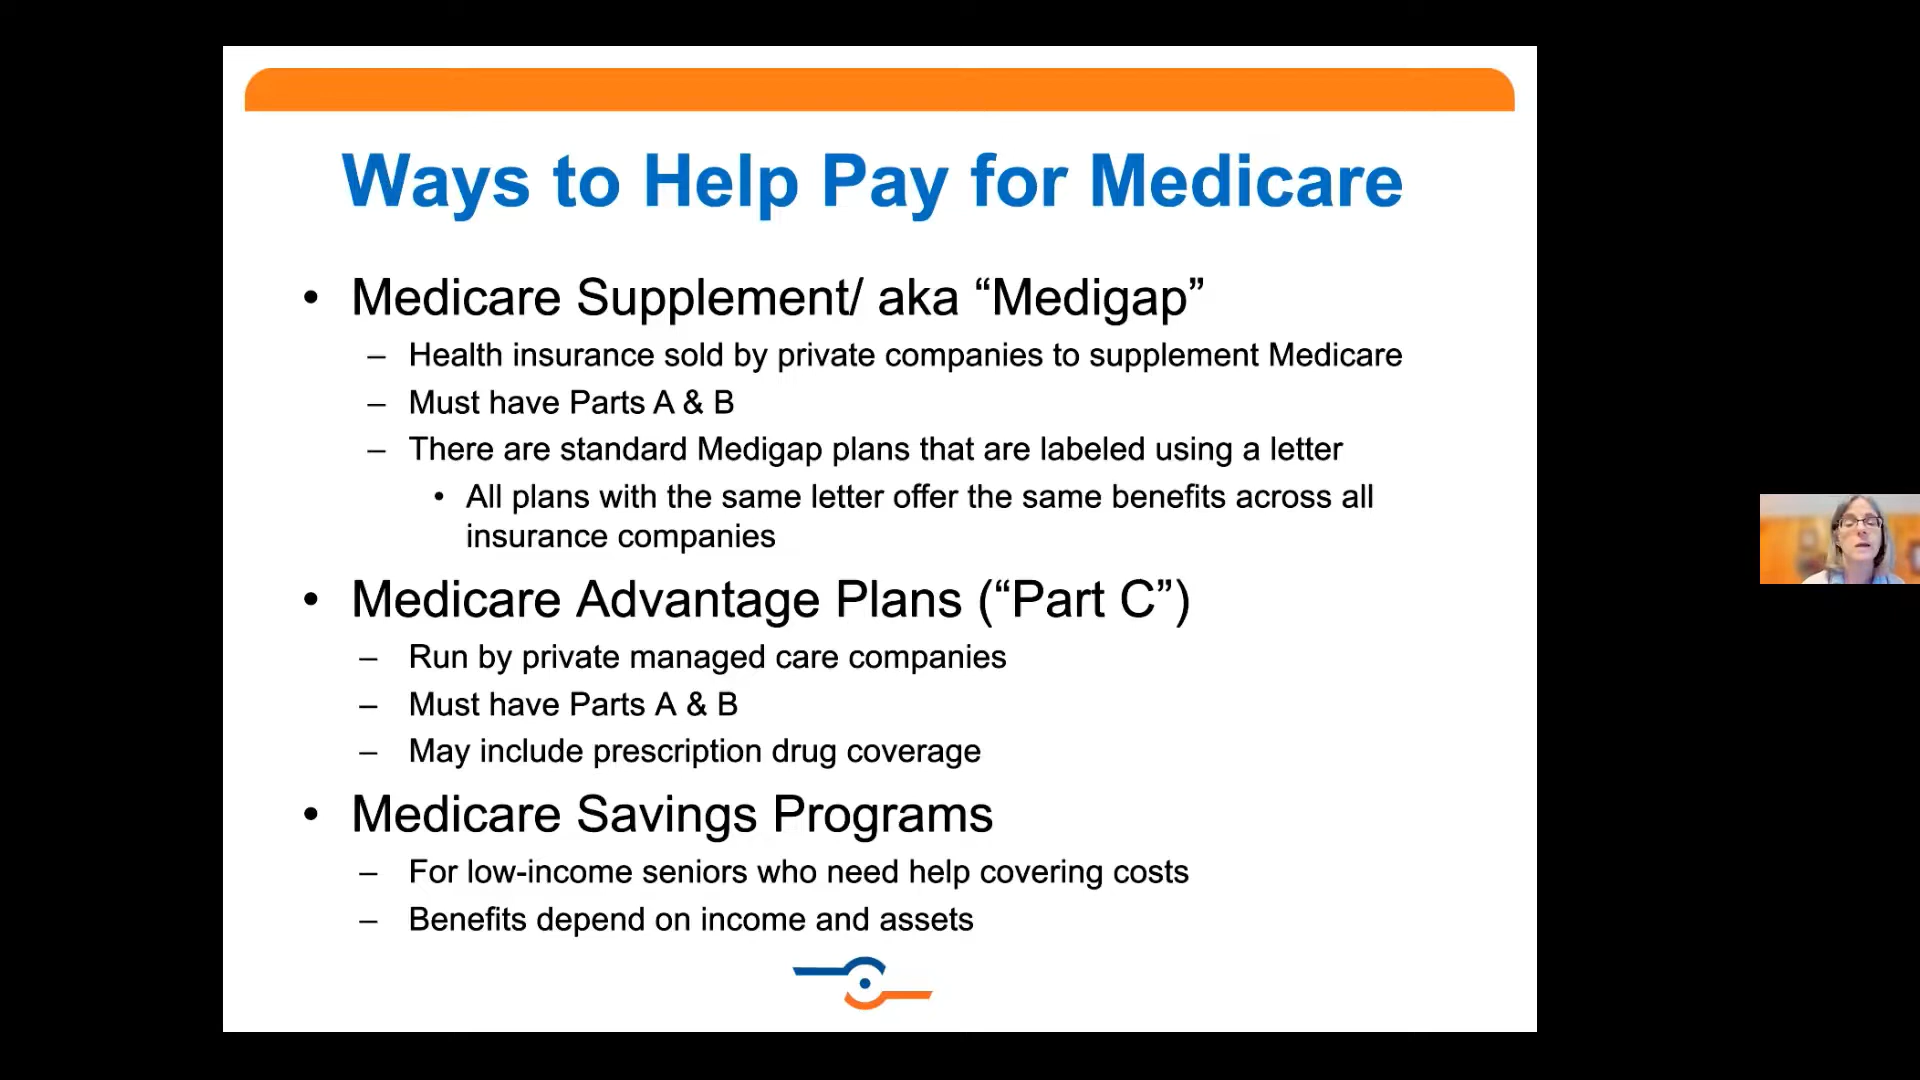 Ways to Help Pay for Medicare
• Medicare Supplement/ aka “Medigap”
– Health insurance sold by private companies to supplement Medicare
– Must have Parts A & B
– There are standard Medigap plans that are labeled using a letter
• All plans with the same letter offer the same benefits across all
insurance companies
• Medicare Advantage Plans (“Part C”)
– Run by private managed care companies
– Must have Parts A & B
– May include prescription drug coverage
• Medicare Savings Programs
– For low-income seniors who need help covering costs
– Benefits depend on income and assets